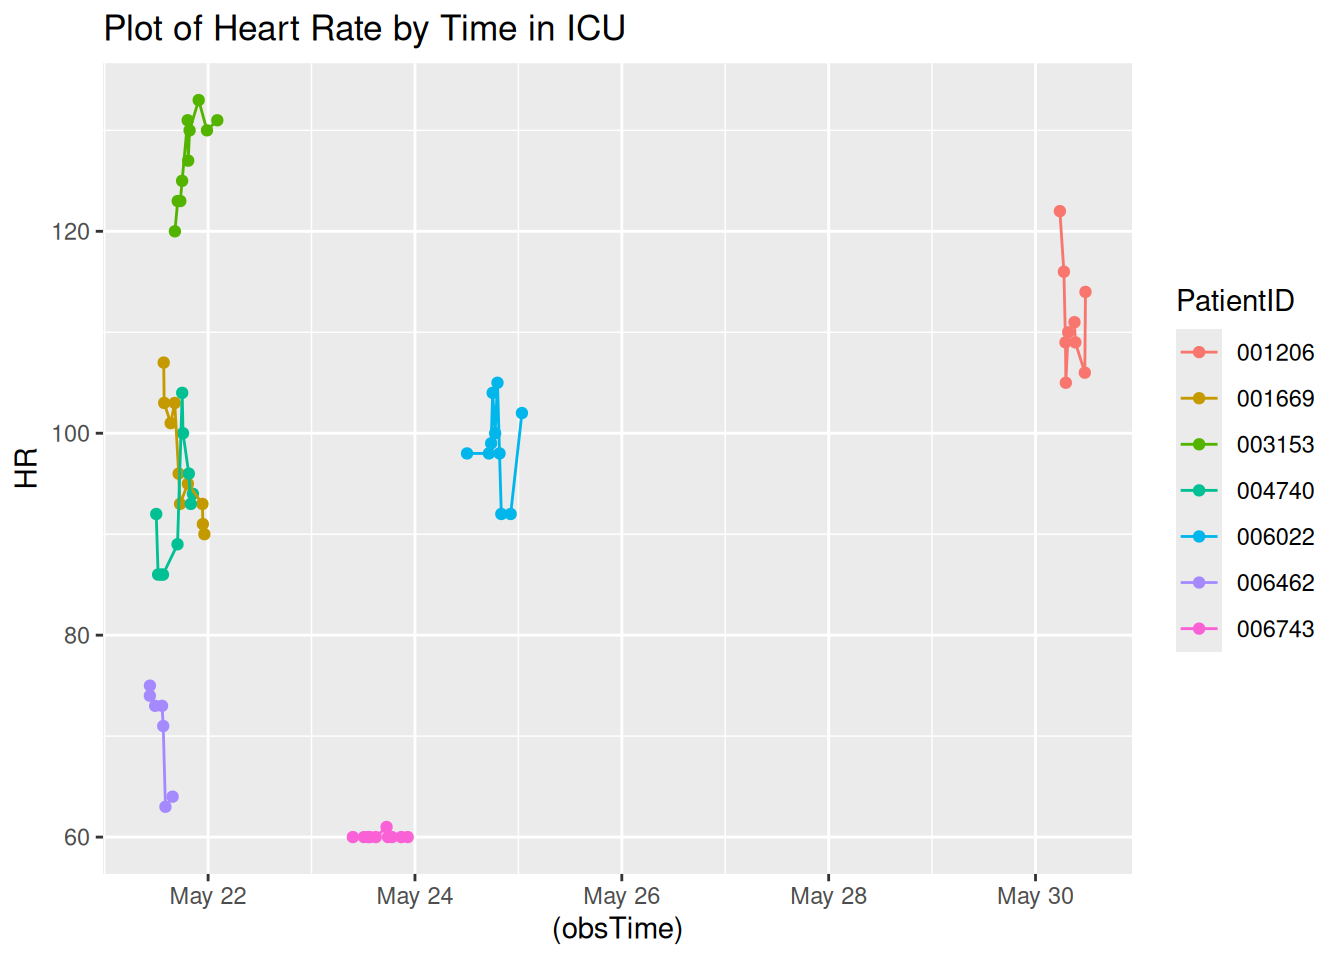 Plot of Heart Rate by Time in ICU
120
100
80
60
HR
May 22
May 24
May 26
May 28
May 30
(obsTime)
PatientID
001206
001669
003153
004740
006022
006462
006743